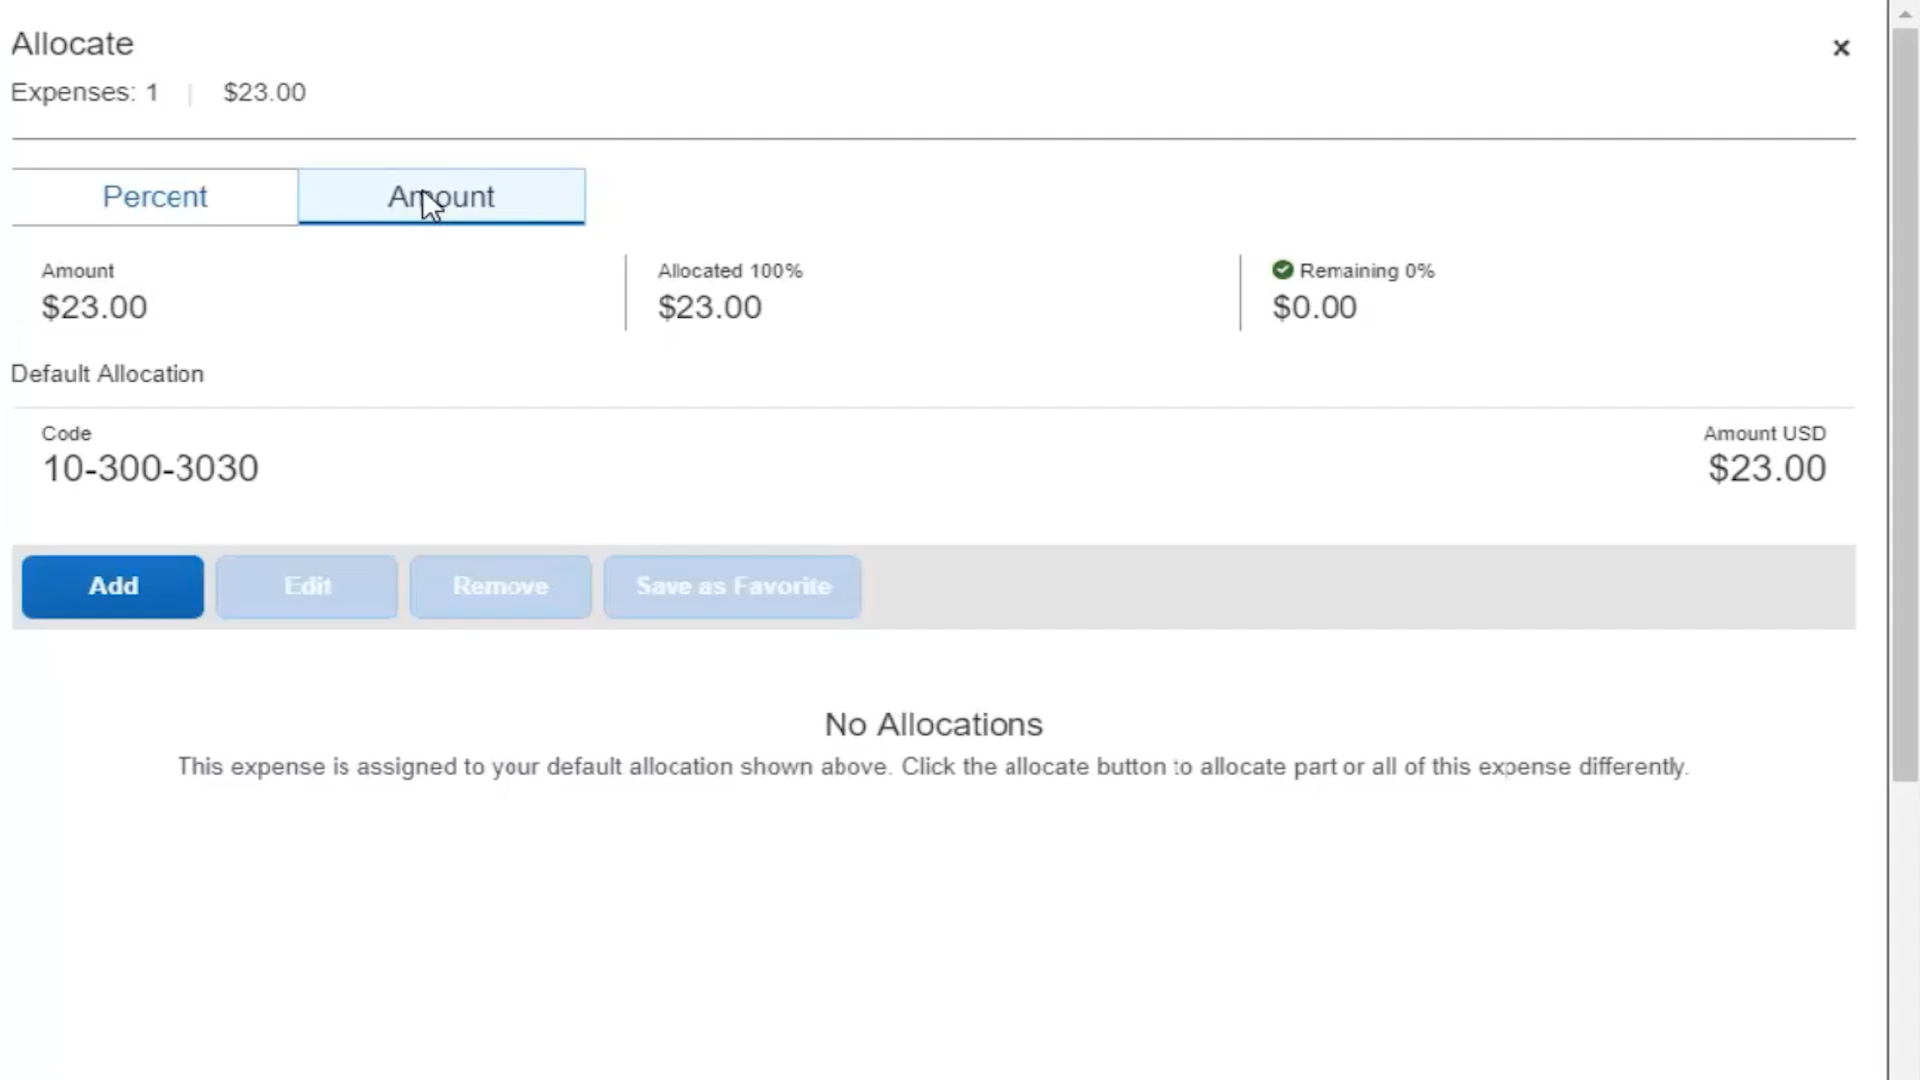 Allocate
Expenses: 1 | $23.00
Percent Amount
Amount Allocated 100% Remaining 0%
$23.00 $23.00 $0.00
Default Allocation
Code Amount USD
10-300-3030 $23.00
Add Edit Remove Save as Favorite
No Allocations
This expense is assigned to your default allocation shown above. Click the allocate button to allocate part or all of this expense differently.